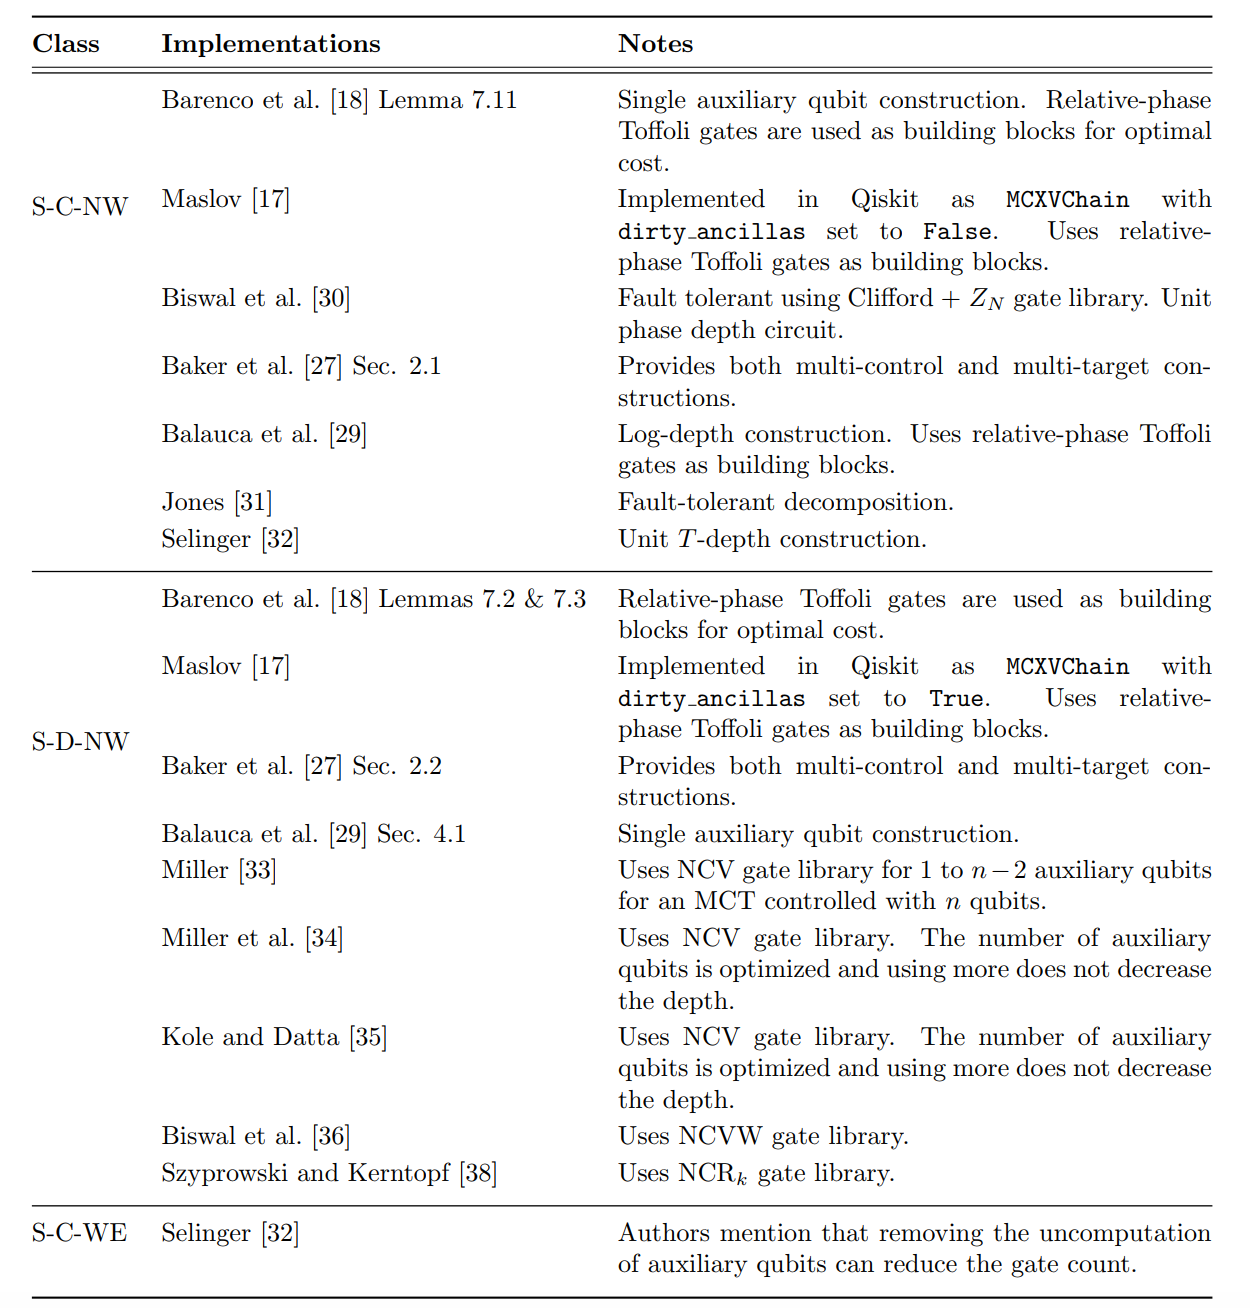 Class Implementations Notes
Barenco et al. [18] Lemma 7.11 Single auxiliary qubit construction. Relative-phase
Toffoli gates are used as building blocks for optimal
cost.
S-C-NW Maslov [17] Implemented in Qiskit as MCXVChain with
dirty_ancillas set to False. Uses relative-
phase Toffoli gates as building blocks.
Biswal et al. [30] Fault tolerant using Clifford + Z_N gate library. Unit
phase depth circuit.
Baker et al. [27] Sec. 2.1 Provides both multi-control and multi-target con-
structions.
Balauca et al. [29] Log-depth construction. Uses relative-phase Toffoli
gates as building blocks.
Jones [31] Fault-tolerant decomposition.
Selinger [32] Unit T-depth construction.
Barenco et al. [18] Lemmas 7.2 & 7.3 Relative-phase Toffoli gates are used as building
blocks for optimal cost.
Maslov [17] Implemented in Qiskit as MCXVChain with
dirty_ancillas set to True. Uses relative-
phase Toffoli gates as building blocks.
S-D-NW
Baker et al. [27] Sec. 2.2 Provides both multi-control and multi-target con-
structions.
Balauca et al. [29] Sec. 4.1 Single auxiliary qubit construction.
Miller [33] Uses NCV gate library for 1 to n − 2 auxiliary qubits
for an MCT controlled with n qubits.
Miller et al. [34] Uses NCV gate library. The number of auxiliary
qubits is optimized and using more does not decrease
the depth.
Kole and Datta [35] Uses NCV gate library. The number of auxiliary
qubits is optimized and using more does not decrease
the depth.
Biswal et al. [36] Uses NCVW gate library.
Szyprowski and Kerntopf [38] Uses NCR_k gate library.
S-C-WE Selinger [32] Authors mention that removing the uncomputation
of auxiliary qubits can reduce the gate count.